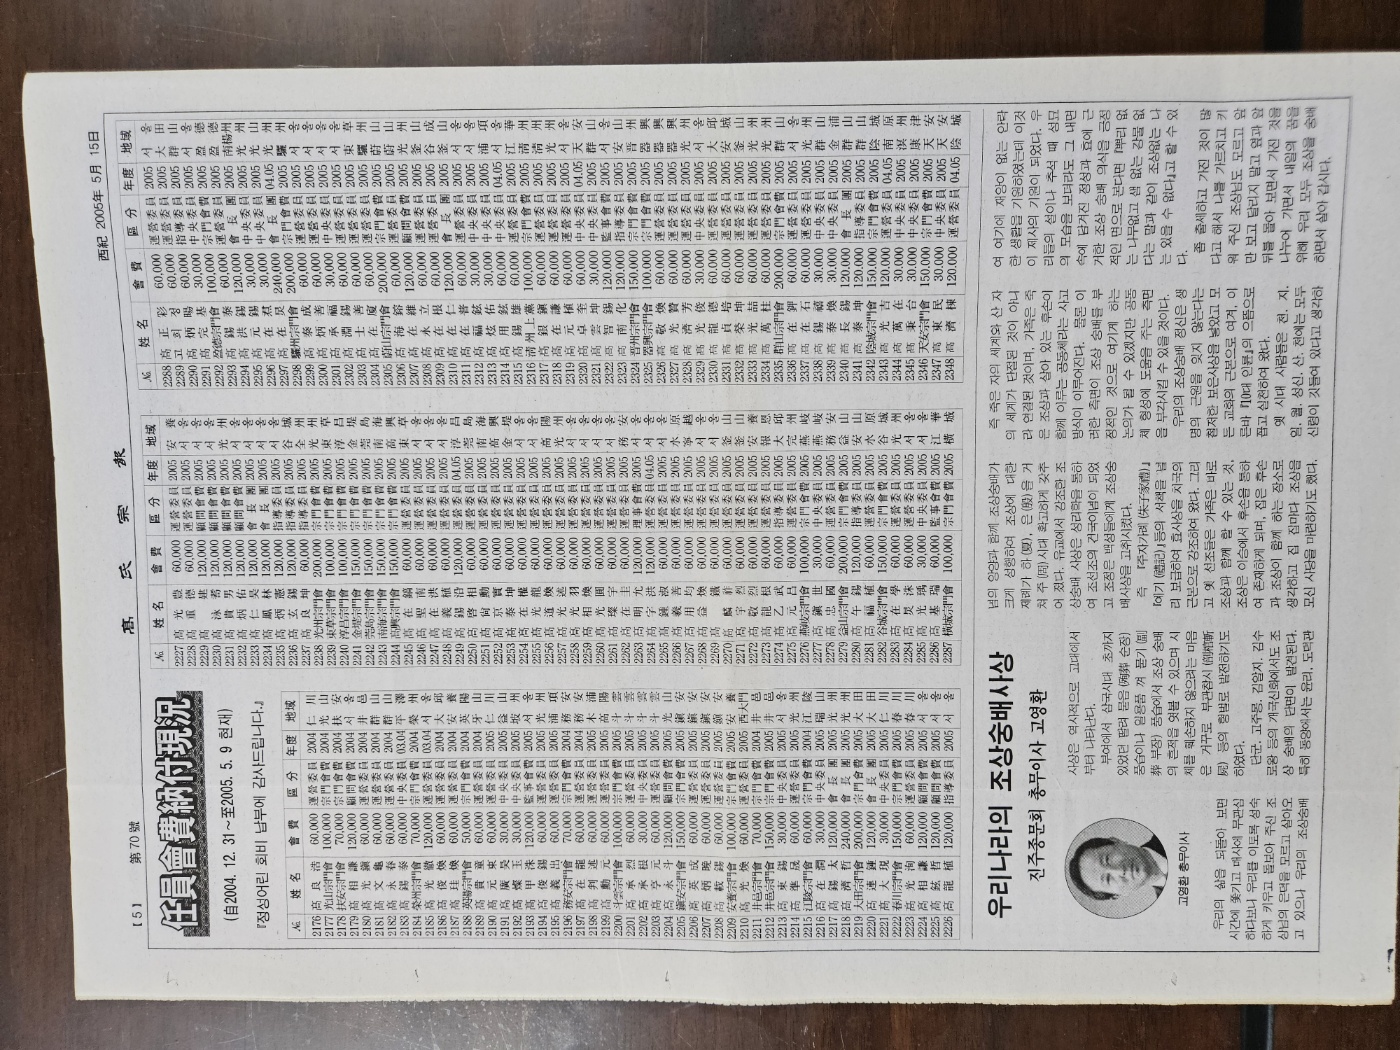 【5】
第70號
高氏宗報
西紀 2005年 5月 15日
任員會費納付現況
(自2004. 12. 31～至2005. 5. 9 현재)
『정성어린 회비 납부에 감사드립니다.』
№ 姓名 會費 區分 年度 地域
2176 高良浩 60,000 運營委員 2004 仁川
2177 光山宗門會 100,000 宗門會費 2004 光山
2178 扶安宗門會 70,000 宗門會費 2004 扶安
2179 高相謙 120,000 顧問會費 2004 서울
2180 高光鎭 60,000 運營委員 2004 井邑
2181 高文龜 60,000 運營委員 2004 群山
2182 高永春 60,000 運營委員 2004 群山
2183 高錫泰 60,000 中央委員 03.04 平澤
2184 榮州宗門會 70,000 宗門會費 2004 榮州
2185 高光徹 120,000 運營委員 03.04 서울
2186 高俊煥 60,000 運營委員 2004 大邱
2187 高珪煥 60,000 運營委員 2004 安養
2188 英陽宗門會 50,000 宗門會費 2004 英陽
2189 高貴童 60,000 運營委員 2004 牙山
2190 高元東 60,000 運營委員 2005 仁川
2191 高廣昊 30,000 中央委員 2005 益山
2192 高燦玉 30,000 中央委員 2005 坡州
2193 高甲洙 120,000 監事會費 2005 서울
2194 高俊錫 60,000 運營委員 2005 光州
2195 高義出 60,000 運營委員 2005 浦項
2196 務安宗門會 70,000 宗門會費 2004 務安
2197 高在龍 60,000 運營委員 2004 務安
2198 高判述 60,000 運營委員 2005 木浦
2199 高勳元 60,000 運營委員 2005 高陽
2200 斗雲宗門會 100,000 宗門會費 2005 斗雲
2201 高承烈 60,000 運營委員 2005 斗雲
2202 高承根 30,000 中央委員 2005 斗雲
2203 高亨元 60,000 運營委員 2005 斗雲
2204 高永斗 120,000 顧問會費 2005 光山
2205 鎭安宗門會 150,000 宗門會費 2005 鎭安
2206 高英成 60,000 運營委員 2005 鎭安
2207 高炳晩 60,000 運營委員 2005 鎭安
2208 高載錫 60,000 運營委員 2005 鎭安
2209 安養宗門會 100,000 宗門會費 2005 安養
2210 高光煥 60,000 運營委員 2005 西大門
2211 井邑宗門會 70,000 宗門會費 2004 井邑
2212 井邑宗門會 150,000 宗門會費 2005 井邑
2213 高東錫 30,000 中央委員 2005 서울
2214 高準晟 60,000 運營委員 2005 光州
2215 江陵宗門會 60,000 宗門會費 2004 江陵
2216 高在潤 30,000 中央委員 2005 瑞山
2217 高錫太 120,000 會長團 2005 光州
2218 高濟哲 240,000 會長團 2005 光州
2219 大田宗門會 200,000 宗門會費 2005 大田
2220 高連鍾 120,000 會長團 2005 大田
2221 高大現 30,000 中央委員 2005 仁川
2222 春川宗門會 150,000 宗門會費 2005 春川
2223 高光洵 60,000 運營委員 2005 春川
2224 高相謙 120,000 顧問會費 2005 서울
2225 高鉉哲 120,000 顧問會費 2005 서울
2226 高龍植 120,000 指導委員 2005 서울
№ 姓名 會費 區分 年度 地域
2227 高光豊 60,000 運營委員 2005 安養
2228 高重德 60,000 運營委員 2005 서울
2229 高建 120,000 顧問會費 2005 서울
2230 高泳耆 120,000 顧問會費 2005 서울
2231 高貴男 120,000 顧問會費 2005 光州
2232 高炳佑 120,000 顧問會費 2005 서울
2233 高仁昊 120,000 會長團 2005 서울
2234 高鳳林 120,000 會長團 2005 서울
2235 高炳憲 120,000 指導委員 2005 서울
2236 高玄錫 120,000 指導委員 2005 谷城
2237 高良坤 60,000 運營委員 2005 全州
2238 光州宗門會 200,000 宗門會費 2005 光州
2239 東草宗門會 100,000 宗門會費 2005 東草
2240 淳昌宗門會 100,000 宗門會費 2005 淳昌
2241 金堤宗門會 150,000 宗門會費 2005 金堤
2242 莞島宗門會 150,000 宗門會費 2005 莞島
2243 南海宗門會 150,000 宗門會費 2005 南海
2244 高興宗門會 150,000 宗門會費 2005 高興
2245 高在鎬 60,000 運營委員 2005 東草
2246 高聖南 60,000 運營委員 2005 서울
2247 高在洪 60,000 運營委員 2005 서울
2248 高義植 60,000 運營委員 2005 서울
2249 高錫沿 120,000 運營委員 04.05 淳昌
2250 高啓相 60,000 運營委員 2005 莞島
2251 高尙勳 60,000 運營委員 2005 南海
2252 高京實 60,000 運營委員 2005 高興
2253 高泰坤 60,000 運營委員 2005 金堤
2254 高在權 60,000 運營委員 2005 서울
2255 高光龍 60,000 運營委員 2005 서울
2256 高道煥 60,000 運營委員 2005 高陽
2257 高光述 60,000 運營委員 2005 光州
2258 高光羽 60,000 運營委員 2005 서울
2259 高相煥 60,000 運營委員 2005 서울
2260 高光圓 60,000 運營委員 2005 서울
2261 高璨宇 60,000 運營委員 2005 서울
2262 高在圭 60,000 運營委員 2005 務安
2263 高明允 120,000 理事會費 2005 서울
2264 高宇洪 120,000 運營委員 04.05 서울
2265 高鍾淑 60,000 運營委員 2005 서울
2266 高義善 60,000 運營委員 2005 水原
2267 高用均 60,000 運營委員 2005 寧越
2268 高益煥 60,000 運營委員 2005 서울
2269 高鐵 60,000 運營委員 2005 서울
2270 高麟 60,000 運營委員 2005 釜山
2271 高宇烈 60,000 運營委員 2005 釜山
2272 高敬烈 60,000 運營委員 2005 安養
2273 高龍根 60,000 運營委員 2005 報恩
2274 高乙武 60,000 指導委員 2005 大邱
2275 高元昌 60,000 運營委員 2005 完州
2276 燕岐宗門會 100,000 宗門會費 2005 燕岐
2277 高鎭世 30,000 中央委員 2005 燕岐
2278 高忠國 60,000 運營委員 2005 務安
2279 益山宗門會 200,000 宗門會費 2005 益山
2280 高午錫 120,000 指導委員 2005 安山
2281 高福植 60,000 運營委員 2005 水原
2282 谷城宗門會 150,000 宗門會費 2005 谷城
2283 高在學 60,000 運營委員 2005 光州
2284 高炅洙 60,000 運營委員 2005 서울
2285 高光珠 30,000 中央委員 2005 서울
2286 高基瑞 60,000 監事會費 2005 江華
2287 橫城宗門會 100,000 宗門會費 2005 橫城
№ 姓名 會費 區分 年度 地域
2288 高正彩 60,000 運營委員 2005 서울
2289 고희정 60,000 運營委員 2005 大田
2290 高炳暘 60,000 指導委員 2005 群山
2291 高完基 30,000 中央委員 2005 서울
2292 盈德宗門會 100,000 宗門會費 2005 盈德
2293 高錫泰 60,000 運營委員 2005 盈德
2294 高洪錫 120,000 會長團 2005 南楊州
2295 高元錫 30,000 中央委員 2005 光州
2296 高在焄 30,000 中央委員 2005 光山
2297 高在炅 240,000 會長團 04.05 光州
2298 驪州宗門會 200,000 宗門會費 2005 驪州
2299 高泰成 60,000 運營委員 2005 서울
2300 高炳善 60,000 運營委員 2005 서울
2301 高承福 30,000 中央委員 2005 서울
2302 高淵錫 60,000 運營委員 2005 서울
2303 高士善 60,000 運營委員 2005 東草
2304 高在厦 60,000 運營委員 2005 驪州
2305 蔚山宗門會 200,000 宗門會費 2005 蔚山
2306 高海鎔 60,000 運營委員 2005 蔚山
2307 高在維 120,000 顧問會費 2005 光州
2308 高永立 60,000 運營委員 2005 釜山
2309 高在根 60,000 運營委員 2005 谷成
2310 高在仁 120,000 會長團 2005 釜山
2311 高在普 60,000 運營委員 2005 서울
2312 高福鉉 30,000 中央委員 2005 서울
2313 高炫佑 30,000 中央委員 2005 浦項
2314 高用鉉 60,000 中央委員 04.05 서울
2315 高錫雄 60,000 運營委員 2005 江華
2316 淸州上黨 100,000 宗門會費 2005 淸州
2317 高銀鎭 60,000 運營委員 2005 淸州
2318 高在謙 60,000 運營委員 2005 光州
2319 高元植 60,000 運營委員 2005 서울
2320 高卓奎 60,000 中央委員 04.05 天安
2321 高雲坤 30,000 中央委員 2005 群山
2322 高智錫 120,000 監事會費 2005 서울
2323 高南化 120,000 指導委員 2005 安山
2324 晋州宗門會 150,000 宗門會費 2005 晋州
2325 器興宗門會 100,000 宗門會費 2005 器興
2326 高敬煥 60,000 運營委員 2005 器興
2327 高光贊 60,000 運營委員 2005 器興
2328 高濟芳 60,000 運營委員 2005 光州
2329 高光俊 30,000 中央委員 2005 서울
2330 高龍德 60,000 運營委員 2005 大邱
2331 高貞培 60,000 運營委員 2005 安城
2332 高榮坤 60,000 運營委員 2005 釜山
2333 高光喆 60,000 運營委員 2005 光州
2334 高萬柱 60,000 運營委員 2005 光州
2335 群山宗門會 200,000 宗門會費 2005 群山
2336 高在鉀 60,000 運營委員 2005 서울
2337 高在石 60,000 運營委員 2005 光州
2338 高錫禧 30,000 中央委員 2005 群山
2339 高泰煥 30,000 中央委員 2005 金浦
2340 高長錫 120,000 會長團 2005 群山
2341 高泰坤 120,000 指導委員 2005 群山
2342 陰城宗門會 150,000 宗門會費 2005 陰城
2343 高光吉 120,000 運營委員 04.05 南原
2344 高萬在 30,000 中央委員 2005 溟州
2345 高秉台 30,000 中央委員 2005 康津
2346 天安宗門會 150,000 宗門會費 2005 天安
2347 高東民 30,000 中央委員 2005 天安
2348 高濟棟 120,000 運營委員 04.05 陰城
우리나라의 조상숭배사상
진주종문회 총무이사 고영환
고영환 총무이사
우리의 삶을 되돌아 보면
시간에 쫓기고 매사에 무관심
하다보니 우리를 이토록 성숙
하게 키우고 돌보아 주신 조
상님의 은덕을 모르고 살아오
고 있으나 우리의 조상숭배
사상은 역사적으로 고대에서
부터 나타난다.
부여에서 삼국시대 초까지
있었던 딸려 묻음(殉葬 순장)
풍습이나 일용품 껴 묻기(副
葬 부장) 풍습에서 조상 숭배
의 흔적을 엿볼 수 있으며 시
체를 훼손하지 않으려는 마음
은 거꾸로 부관참시(剖棺斬
屍) 등의 형벌로 발전하기도
하였다.
단군, 고주몽, 김알지, 김수
로왕 등의 개국신화에서도 조
상 숭배의 단면이 발견된다.
특히 동양에서는 윤리, 도덕관
념의 앙양과 함께 조상숭배가
크게 성행하여 조상에 대한
제례가 하(夏), 은(殷)을 거
쳐 주(周)시대 확고하게 갖추
어 졌다. 유교에서 강조한 조
상숭배 사상은 성리학을 통하
여 조선조의 건국이념이 되었
고 조정은 백성들에게 조상숭
배사상을 고취시켰다.
즉 『주자가례(朱子家禮)』
『예기(禮記)』등의 서책을 널
리 보급하여 효사상을 치국의
근본으로 강조하여 왔다. 그리
고 옛 선조들은 가족은 바로
조상과 함께 할 수 있는 것,
조상은 이승에서 후손을 통하
여 존재하게 되며, 집은 후손
과 조상이 함께 하는 장소로
생각하고 집 집마다 조상을
모신 사당을 마련하기도 했다.
즉 죽은 자의 세계와 산 자
의 세계가 단절된 것이 아니
라 연결된 것이며, 가족은 죽
은 조상과 살아 있는 후손이
함께 이루는 공동체라는 사고
방식이 이루어진다. 물론 이
러한 측면이 조상 숭배를 부
정적인 것으로 여기게 하는
논의가 될 수 있겠지만 공동
체 형성에 도움을 주는 측면
을 부각시킬 수 있을 것이다.
우리의 조상숭배 정신은 생
명의 근원을 잊지 않는다는
철저한 보은사상을 낳았고 모
든 교화의 근본으로 여겨, 이
른바 『10대 인륜』의 으뜸으로
꼽고 실천하여 왔다.
옛 시대 사람들은 천, 지,
일, 월, 성신, 산, 천에는 모두
신령이 깃들여 있다고 생각하
여 여기에 재앙이 없는 안락
한 생활을 기원하였는데 이것
이 제사의 기원이 되었다. 우
리들의 설이나 추석 때 성묘
의 모습을 보더라도 그 내면
속에 담겨진 정성과 효에 근
거한 조상 숭배 의식을 긍정
적인 면으로 본다면 『뿌리 없
는 나무없고 샘 없는 강물 없
다는 말과 같이 조상없는 나
는 있을 수 없다』고 할 수 있
다.
좀 출세하고 가진 것이 많
다고 해서 나를 가르치고 키
워 주신 조상님도 모르고 앞
만 보고 달리지 말고 옆과 앞
뒤를 돌아 보면서 가진 것을
나누어 가면서 내일의 꿈을
위해 우리 모두 조상을 숭배
하면서 살아 갑시다.